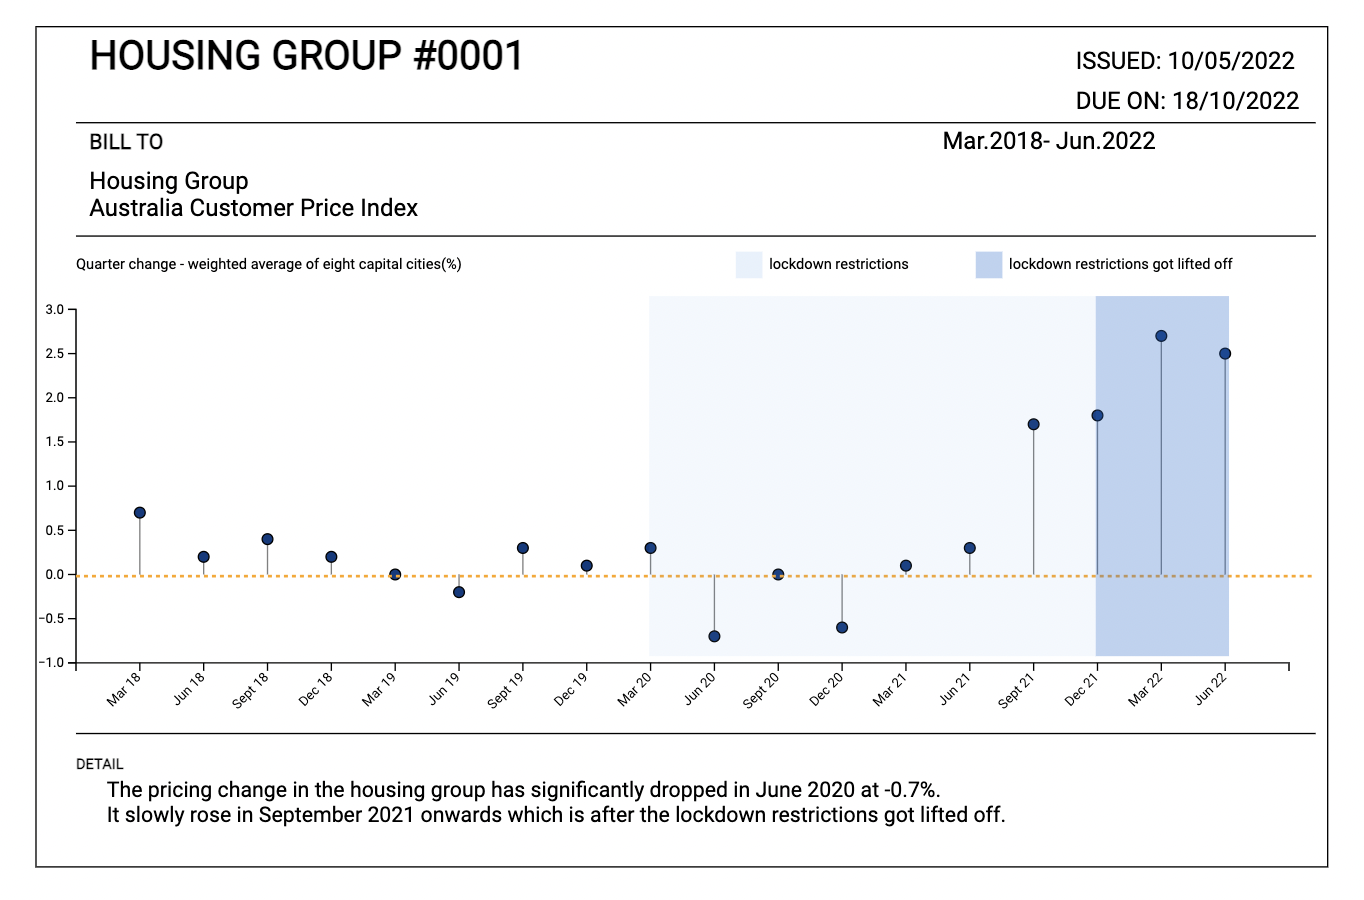 HOUSING GROUP #0001
ISSUED: 10/05/2022
DUE ON: 18/10/2022
BILL TO
Mar.2018- Jun.2022
Housing Group
Australia Customer Price Index
Quarter change - weighted average of eight capital cities(%)
lockdown restrictions
lockdown restrictions got lifted off
3.0
2.5
2.0
1.5
1.0
0.5
0.0
−0.5
−1.0
Mar 18
Jun 18
Sept 18
Dec 18
Mar 19
Jun 19
Sept 19
Dec 19
Mar 20
Jun 20
Sept 20
Dec 20
Mar 21
Jun 21
Sept 21
Dec 21
Mar 22
Jun 22
DETAIL
The pricing change in the housing group has significantly dropped in June 2020 at -0.7%.
It slowly rose in September 2021 onwards which is after the lockdown restrictions got lifted off.